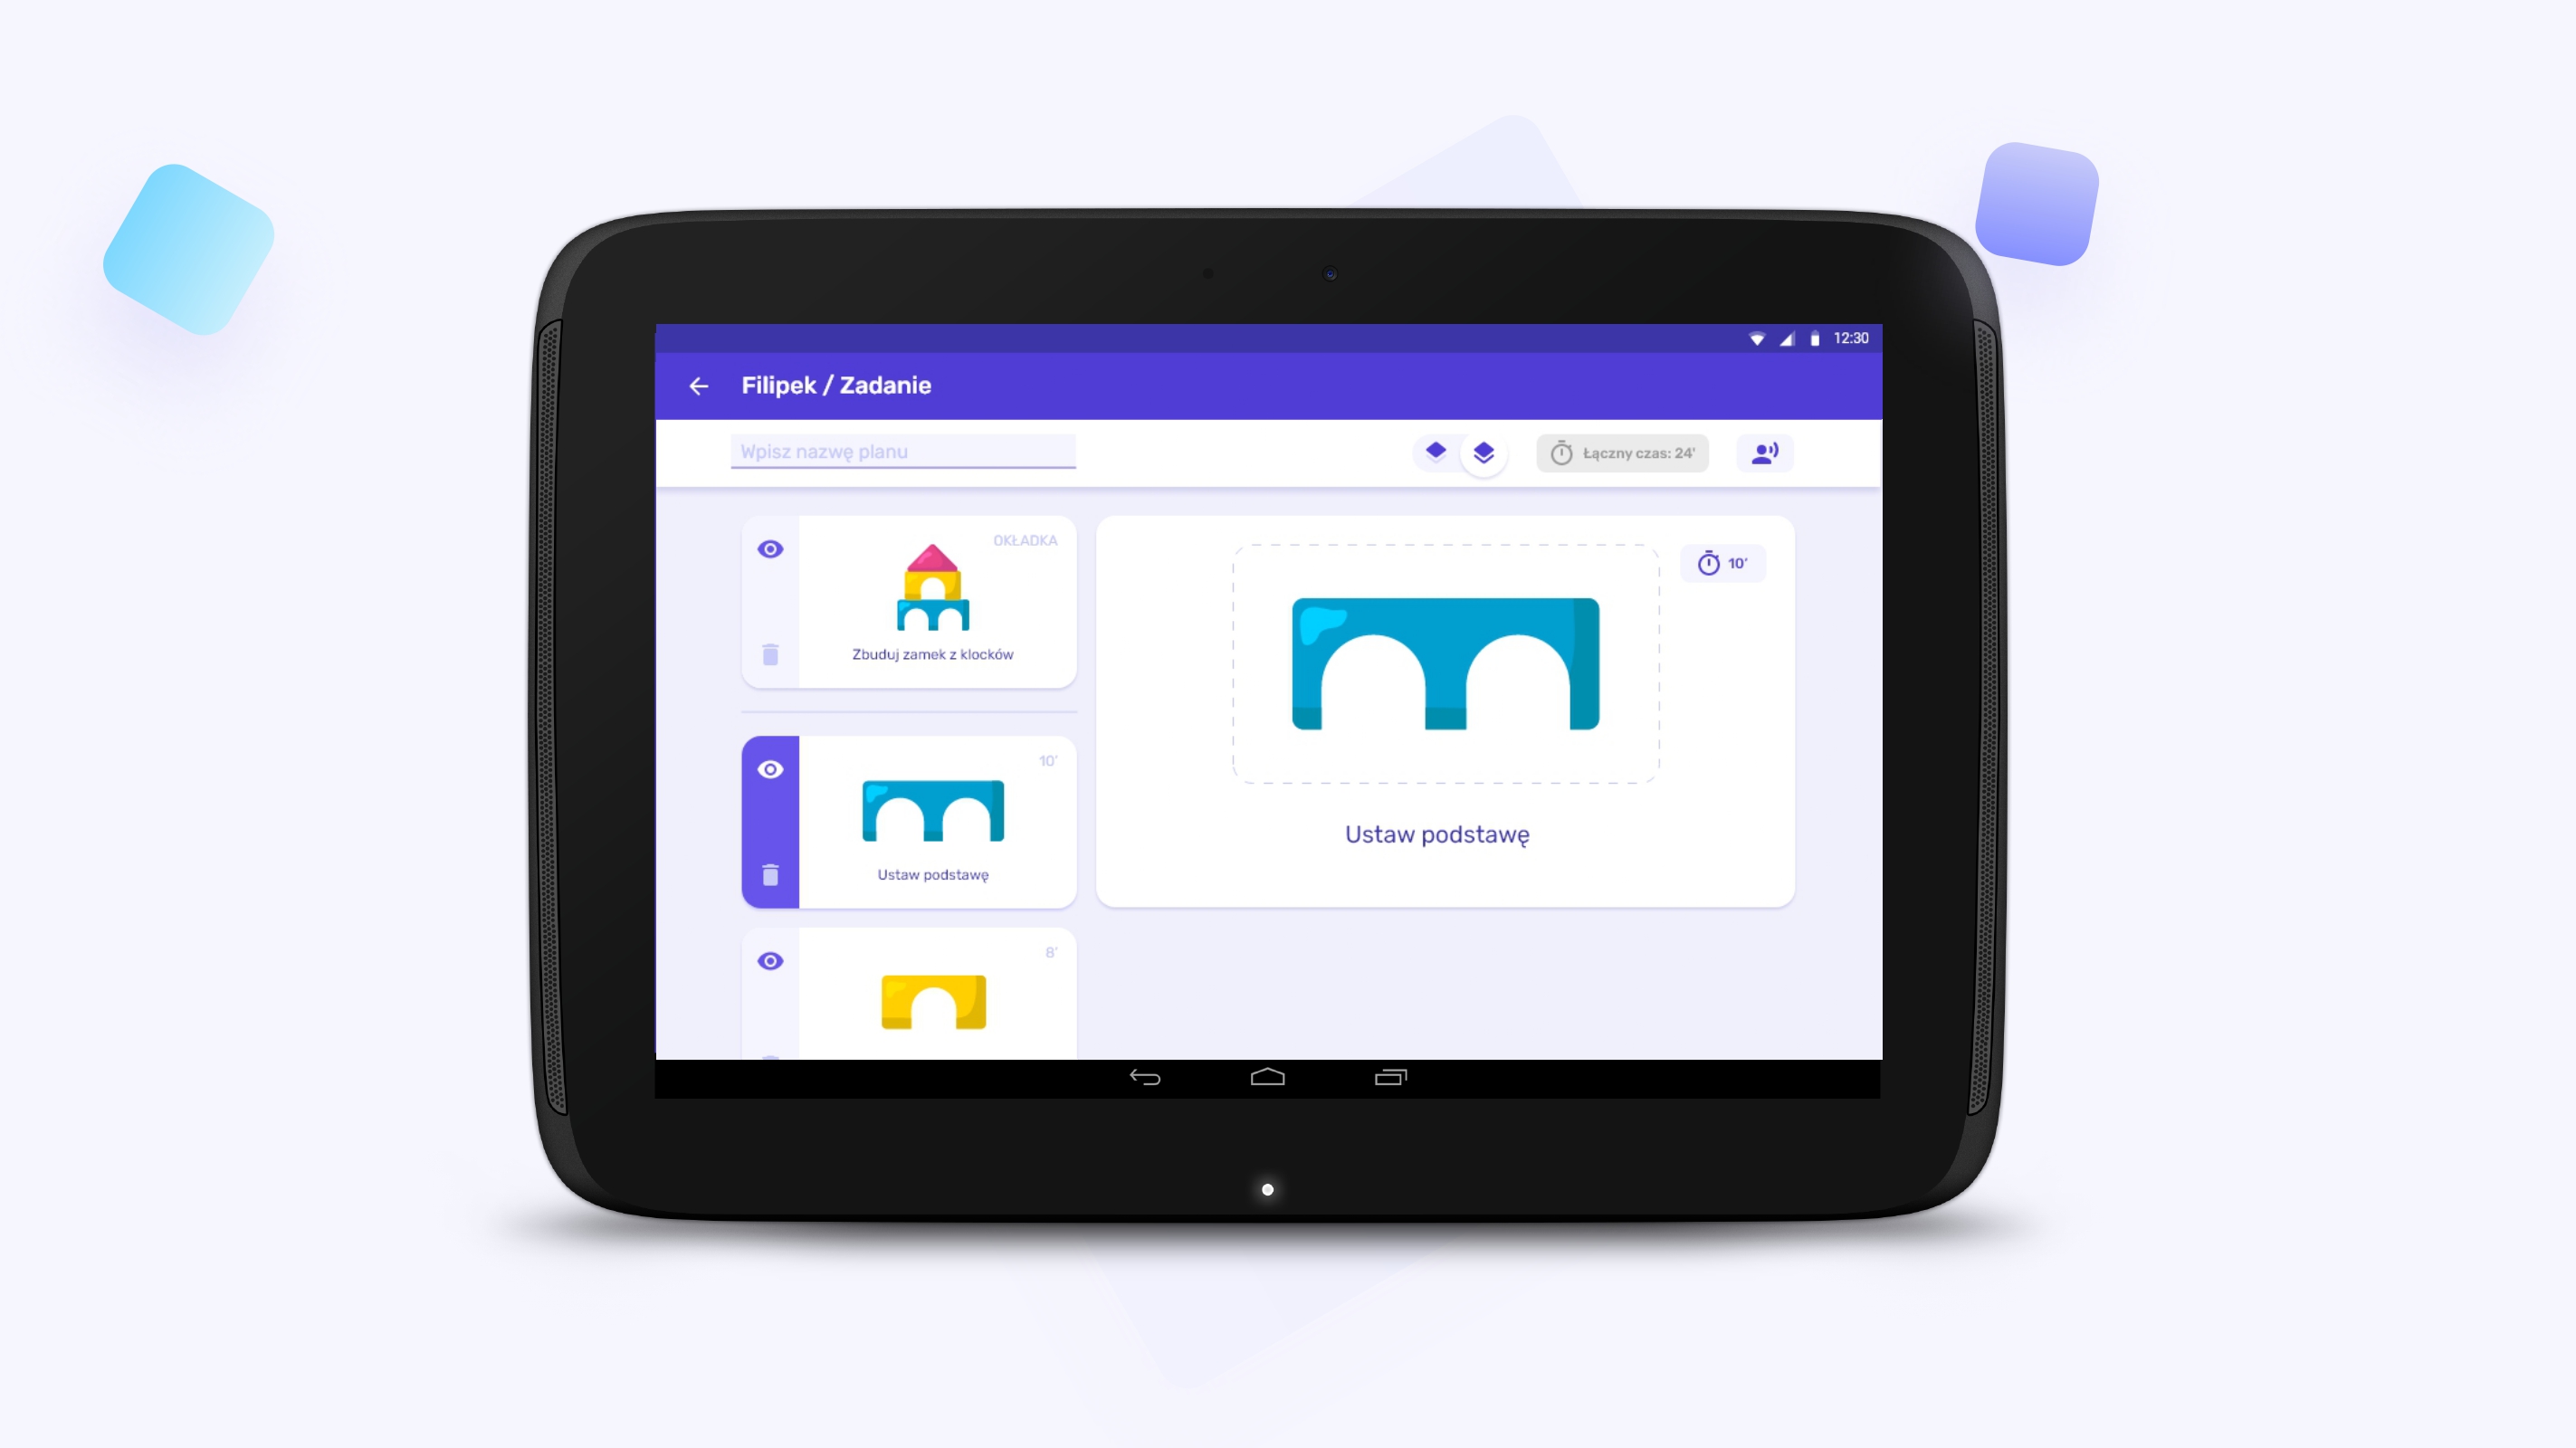 12:30
Filipek / Zadanie
Wpisz nazwę planu
Łączny czas: 24'
OKŁADKA
Zbuduj zamek z klocków
10'
Ustaw podstawę
8'
10'
Ustaw podstawę